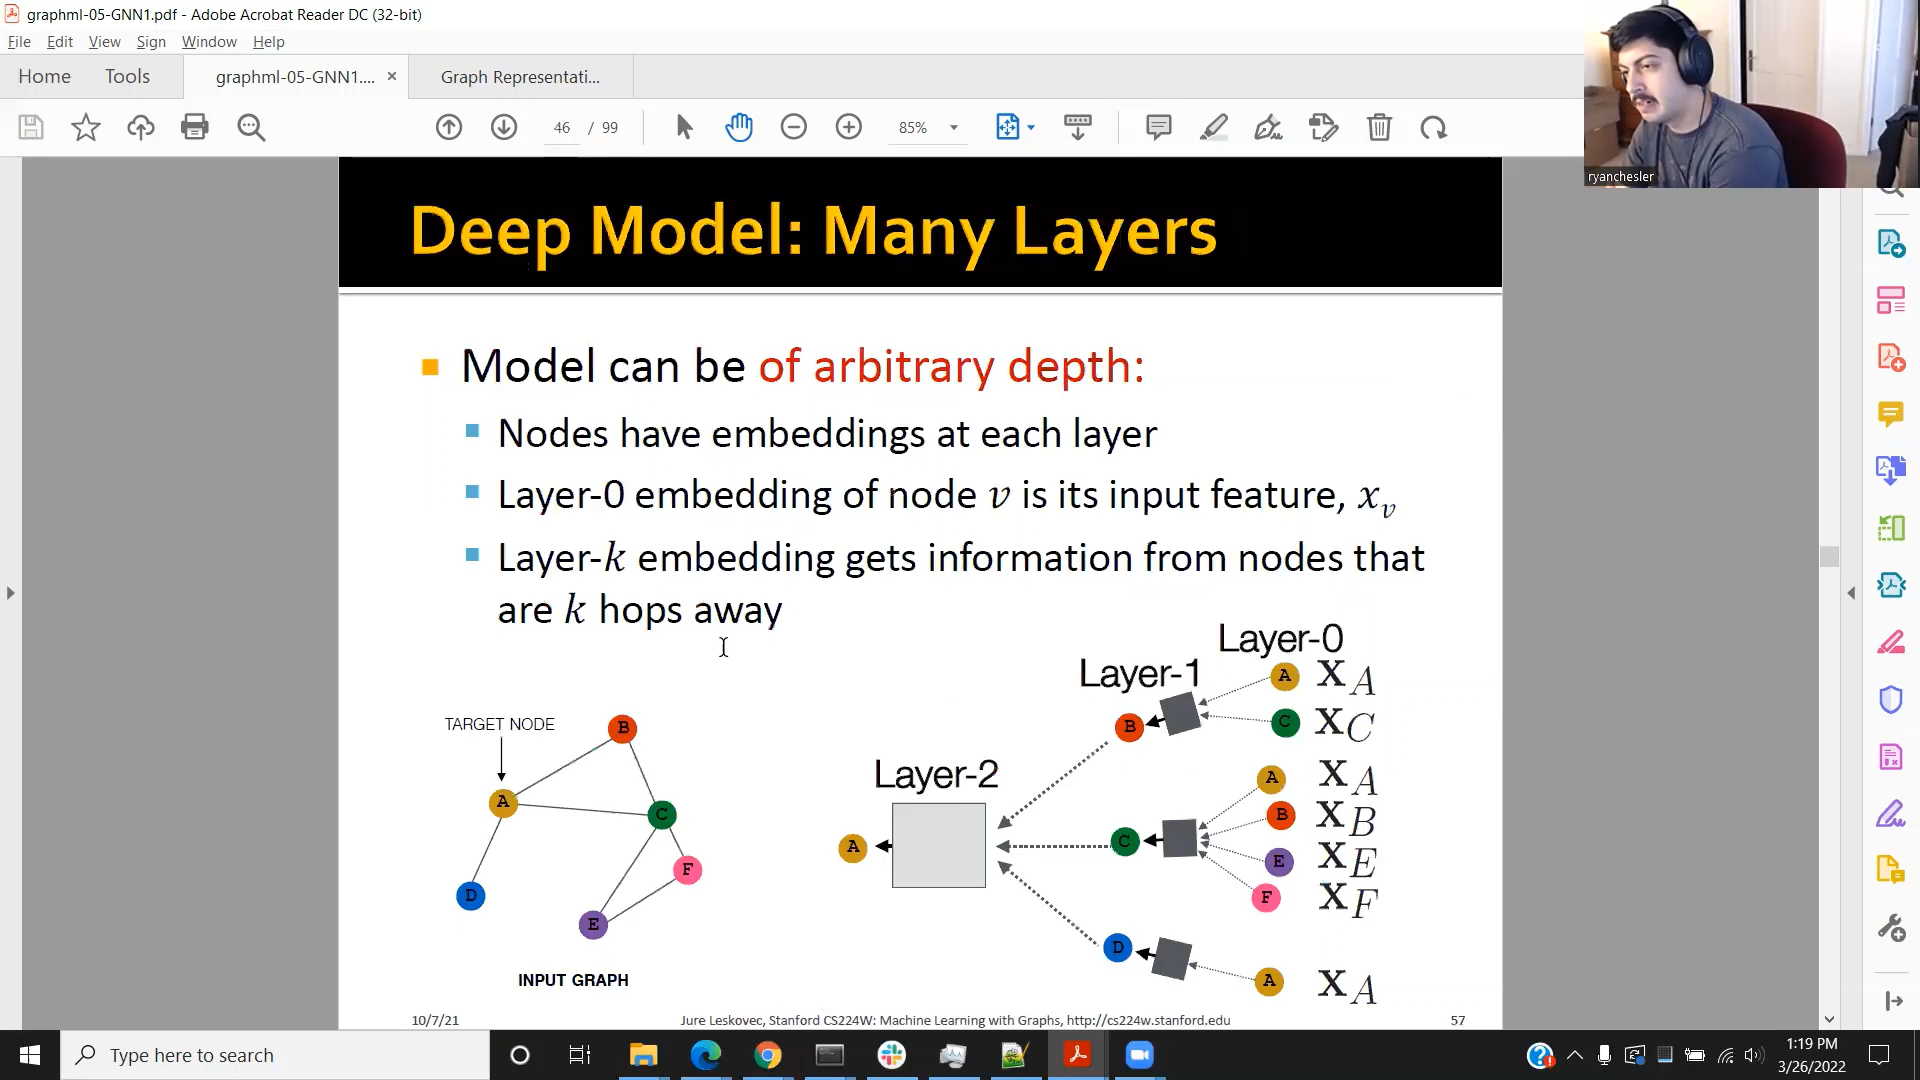 graphml-05-GNN1.pdf - Adobe Acrobat Reader DC (32-bit)
File Edit View Sign Window Help
Home Tools graphml-05-GNN1.... × Graph Representati...
46 / 99 85%
ryanchesler
Deep Model: Many Layers
Model can be of arbitrary depth:
Nodes have embeddings at each layer
Layer-0 embedding of node v is its input feature, x_v
Layer-k embedding gets information from nodes that
are k hops away
TARGET NODE
B
A
C
F
D
E
INPUT GRAPH
Layer-2
Layer-1
Layer-0
A
B
C
D
A X_A
C X_C
A X_A
B X_B
E X_E
F X_F
A X_A
10/7/21 Jure Leskovec, Stanford CS224W: Machine Learning with Graphs, http://cs224w.stanford.edu 57
Type here to search
1:19 PM
3/26/2022